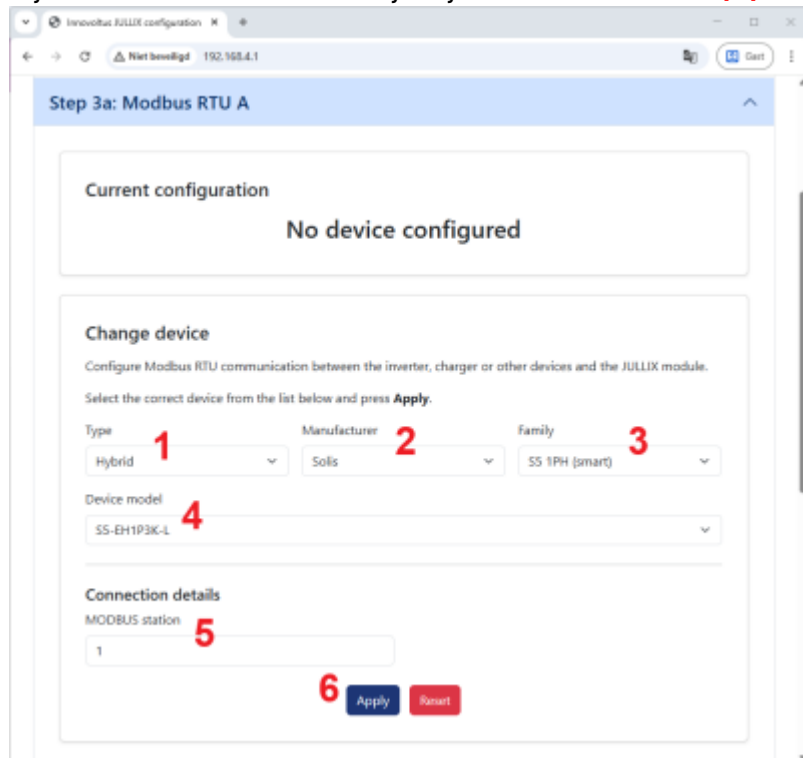 Innovoltus JULLIX configuration
Niet beveiligd 192.168.4.1 Gast
Step 3a: Modbus RTU A
Current configuration
No device configured
Change device
Configure Modbus RTU communication between the inverter, charger or other devices and the JULLIX module.
Select the correct device from the list below and press Apply.
Type 1 Manufacturer 2 Family 3
Hybrid Solis S5 1PH (smart)
Device model 4
S5-EH1P3K-L
Connection details
MODBUS station 5
1
6 Apply Reset